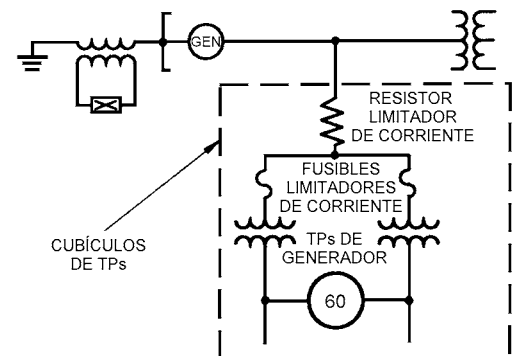 GEN
RESISTOR
LIMITADOR
DE CORRIENTE
FUSIBLES
LIMITADORES
DE CORRIENTE
CUBÍCULOS
DE TPs
TPs DE
GENERADOR
60